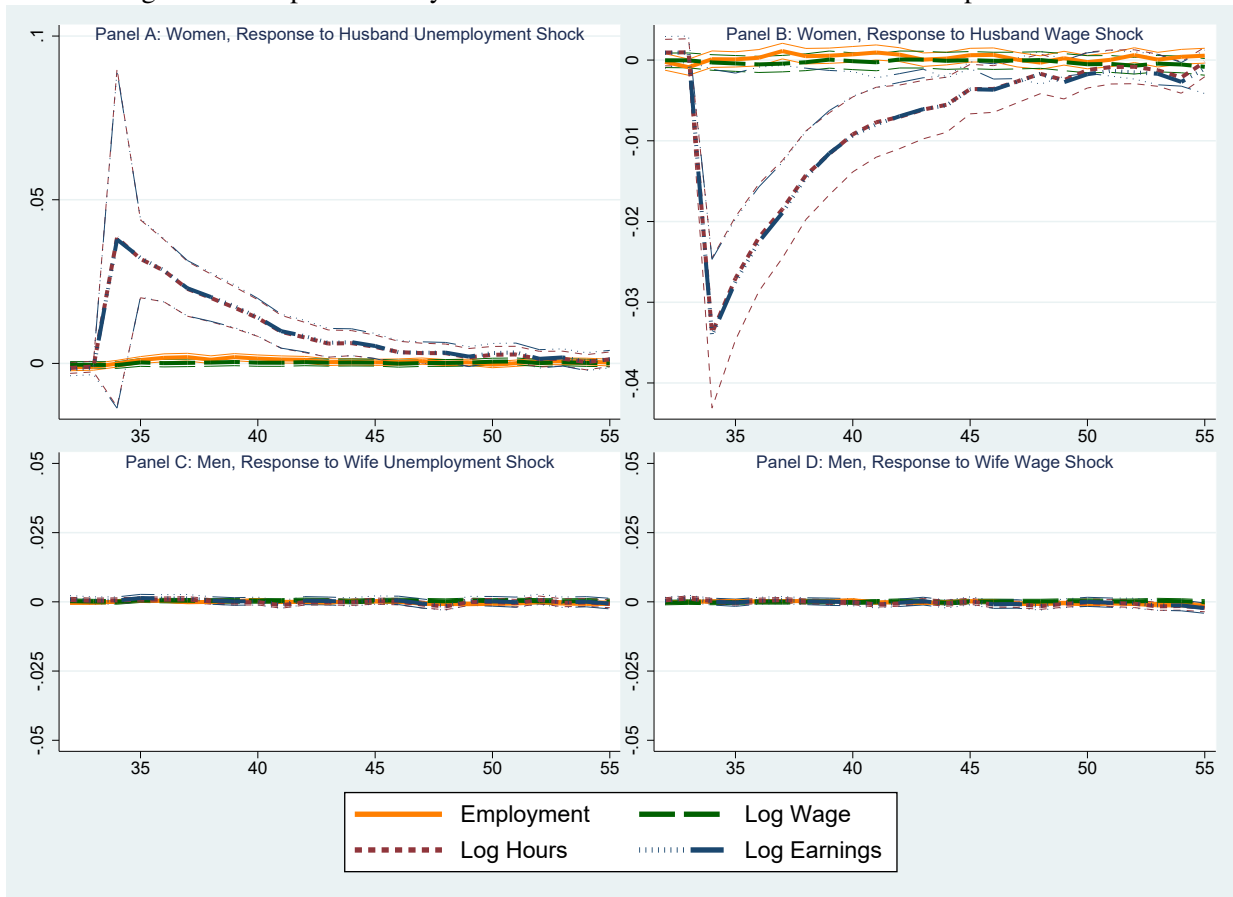 Panel A: Women, Response to Husband Unemployment Shock
.1
.05
0
35 40 45 50 55
Panel B: Women, Response to Husband Wage Shock
0
-.01
-.02
-.03
-.04
35 40 45 50 55
Panel C: Men, Response to Wife Unemployment Shock
.05
.025
0
-.025
-.05
35 40 45 50 55
Panel D: Men, Response to Wife Wage Shock
.05
.025
0
-.025
-.05
35 40 45 50 55
Employment Log Wage
Log Hours Log Earnings